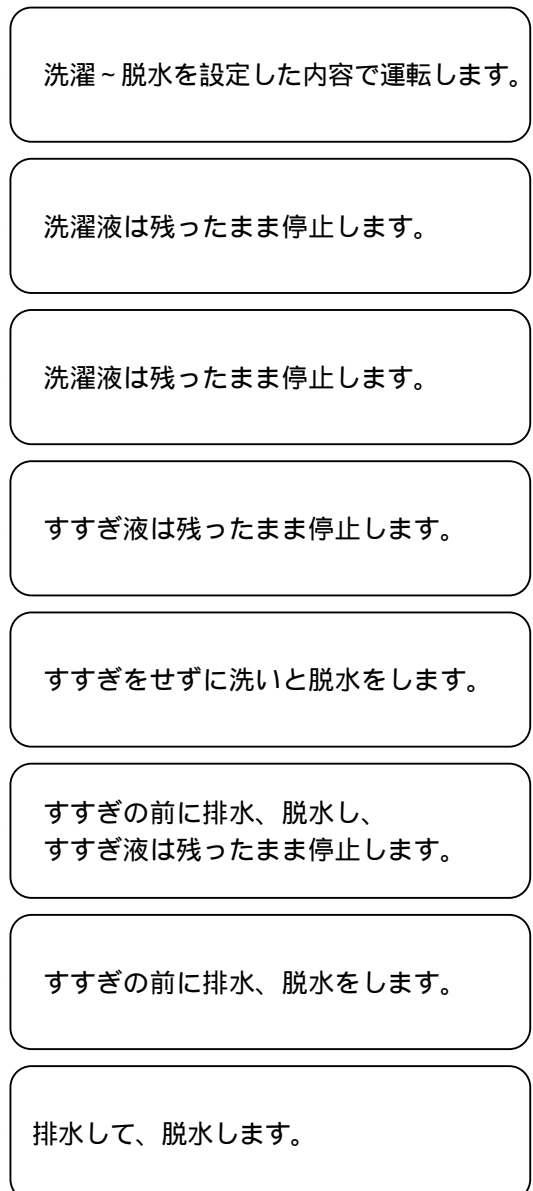 洗濯~脱水を設定した内容で運転します。
洗濯液は残ったまま停止します。
洗濯液は残ったまま停止します。
すすぎ液は残ったまま停止します。
すすぎをせずに洗いと脱水をします。
すすぎの前に排水、脱水し、
すすぎ液は残ったまま停止します。
すすぎの前に排水、脱水をします。
排水して、脱水します。